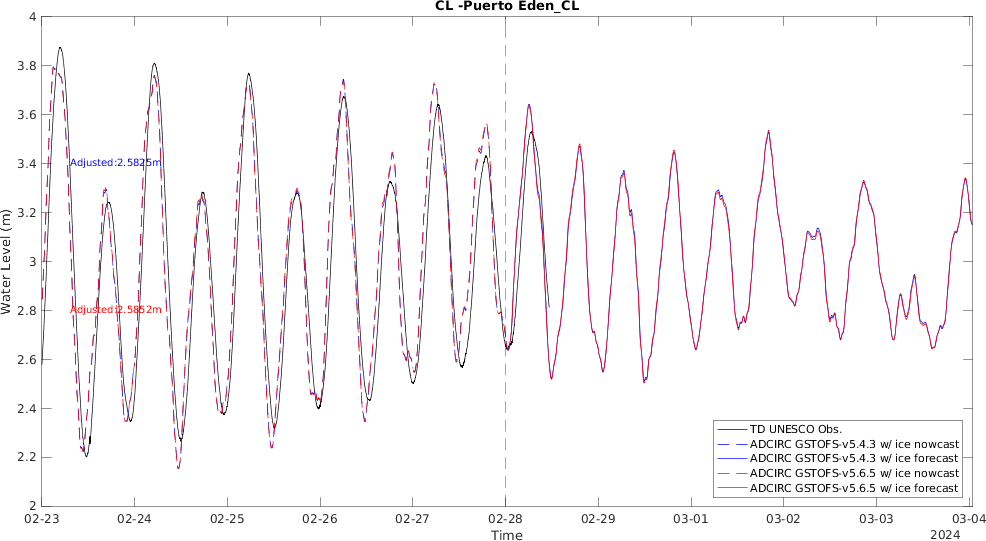 CL -Puerto Eden_CL
4
3.8
3.6
3.4
3.2
3
2.8
2.6
2.4
2.2
2
Water Level (m)
Adjusted:2.5825m
Adjusted:2.5852m
TD UNESCO Obs.
ADCIRC GSTOFS-v5.4.3 w/ ice nowcast
ADCIRC GSTOFS-v5.4.3 w/ ice forecast
ADCIRC GSTOFS-v5.6.5 w/ ice nowcast
ADCIRC GSTOFS-v5.6.5 w/ ice forecast
02-23 02-24 02-25 02-26 02-27 02-28 02-29 03-01 03-02 03-03 03-04
Time
2024